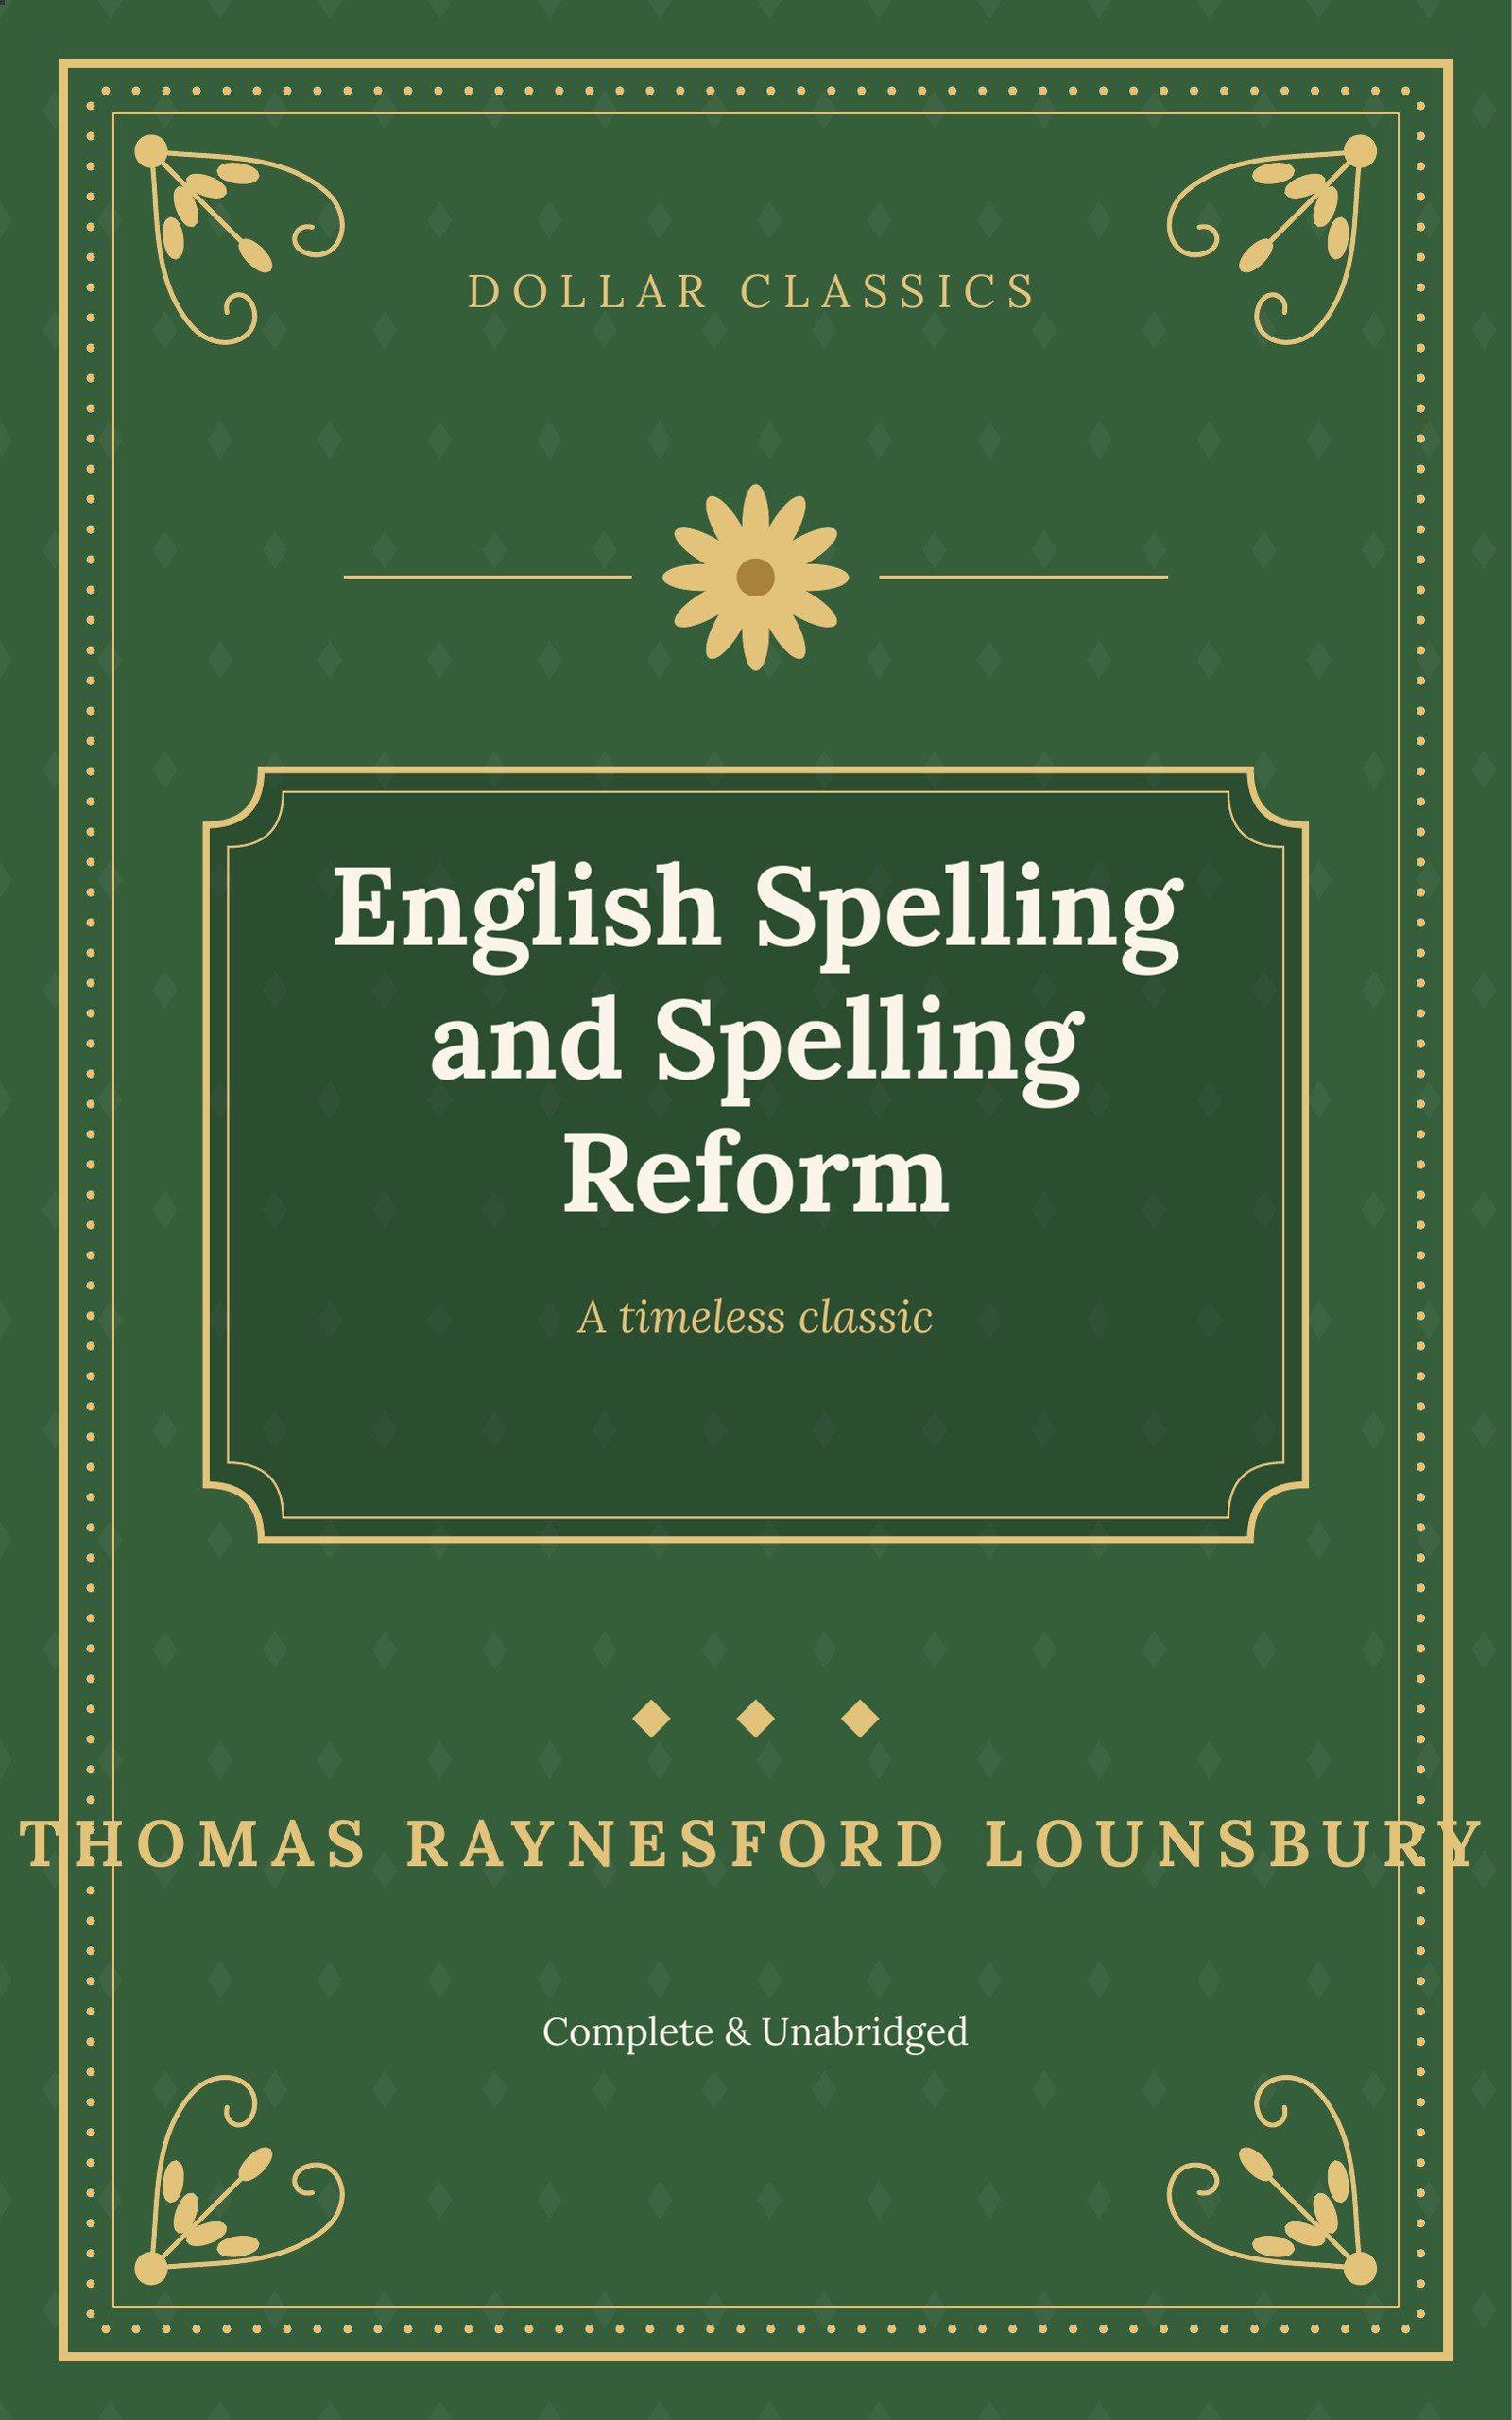 DOLLAR CLASSICS
English Spelling
and Spelling
Reform
A timeless classic
THOMAS RAYNESFORD LOUNSBURY
Complete & Unabridged